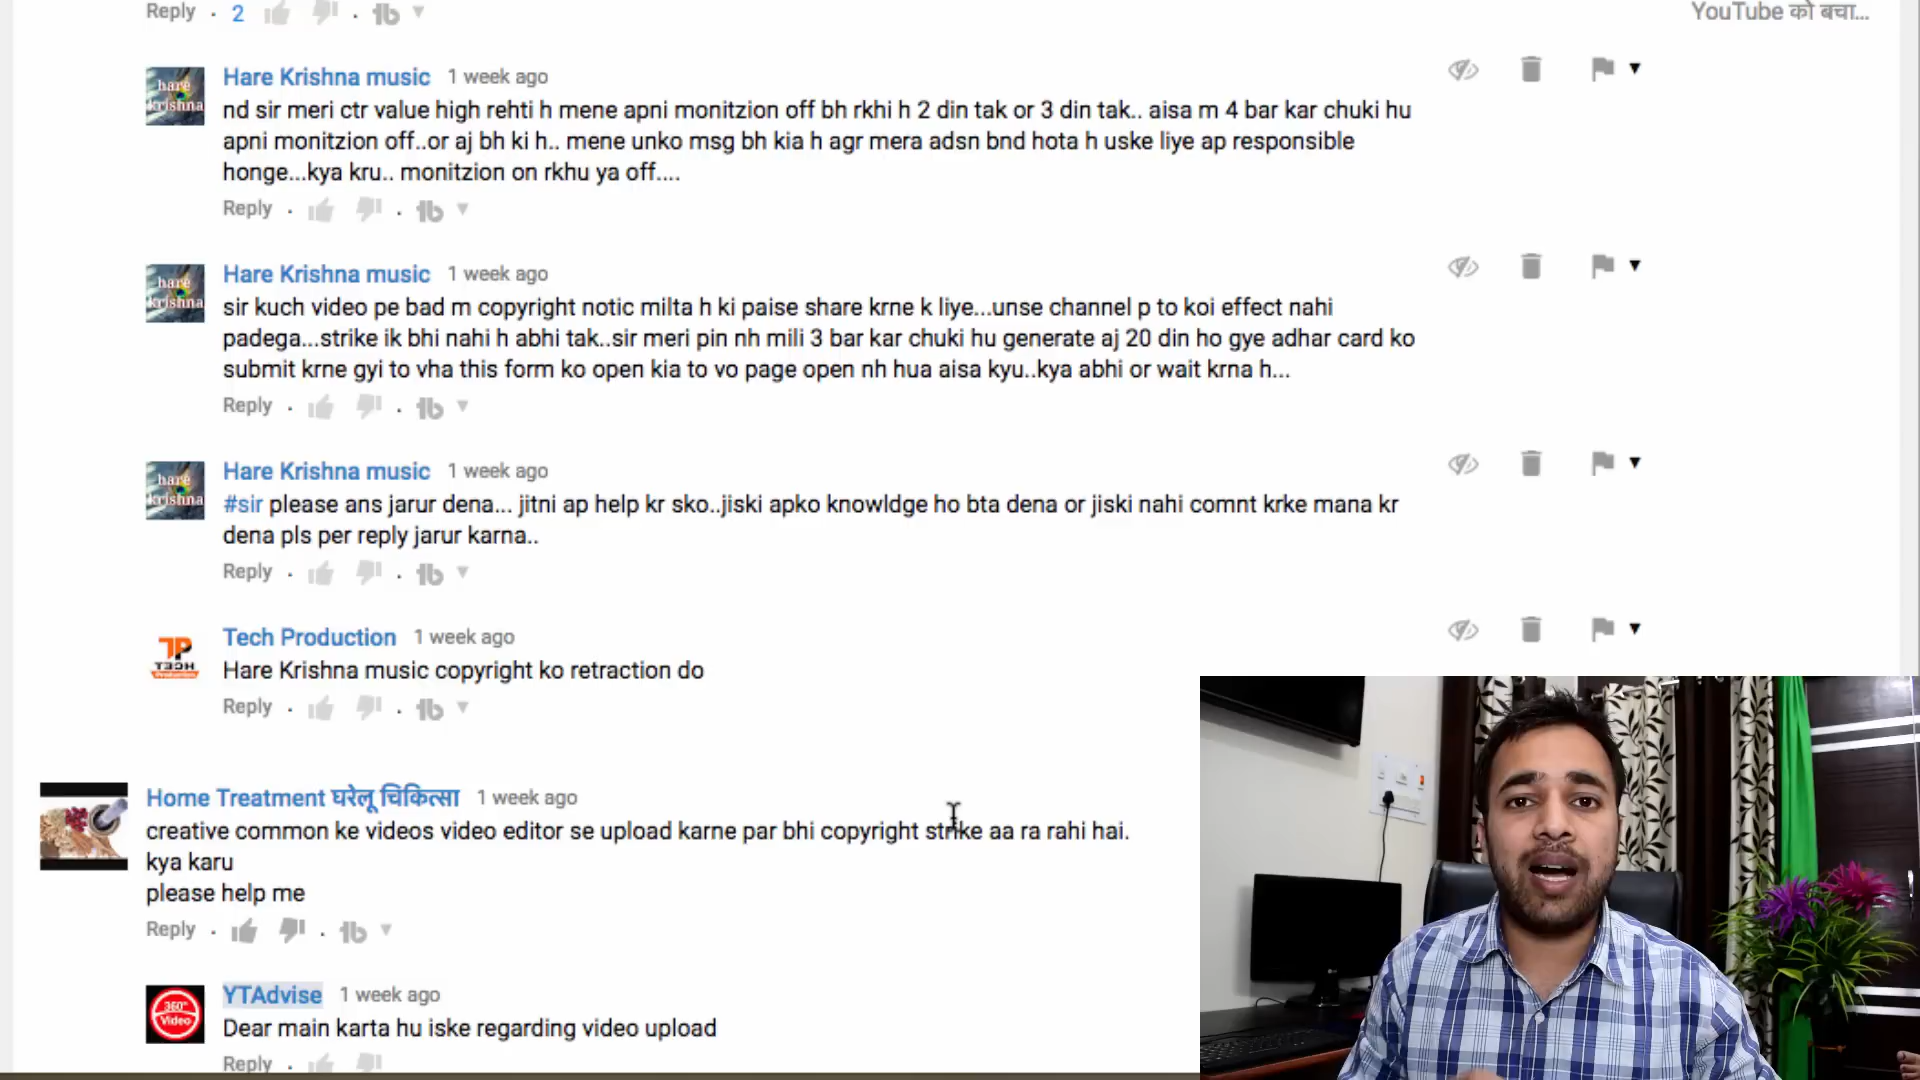 Reply · 2
YouTube को बचा...
Hare Krishna music 1 week ago
nd sir meri ctr value high rehti h mene apni monitzion off bh rkhi h 2 din tak or 3 din tak.. aisa m 4 bar kar chuki hu
apni monitzion off..or aj bh ki h.. mene unko msg bh kia h agr mera adsn bnd hota h uske liye ap responsible
honge...kya kru.. monitzion on rkhu ya off....
Reply
hare krishna
Hare Krishna music 1 week ago
sir kuch video pe bad m copyright notic milta h ki paise share krne k liye...unse channel p to koi effect nahi
padega...strike ik bhi nahi h abhi tak..sir meri pin nh mili 3 bar kar chuki hu generate aj 20 din ho gye adhar card ko
submit krne gyi to vha this form ko open kia to vo page open nh hua aisa kyu..kya abhi or wait krna h...
Reply
hare krishna
Hare Krishna music 1 week ago
#sir please ans jarur dena... jitni ap help kr sko..jiski apko knowldge ho bta dena or jiski nahi comnt krke mana kr
dena pls per reply jarur karna..
Reply
hare krishna
Tech Production 1 week ago
Hare Krishna music copyright ko retraction do
Reply
TP
TECH
Production
Home Treatment घरेलू चिकित्सा 1 week ago
creative common ke videos video editor se upload karne par bhi copyright strike aa ra rahi hai.
kya karu
please help me
Reply
YTAdvise 1 week ago
Dear main karta hu iske regarding video upload
Reply
360°
Video